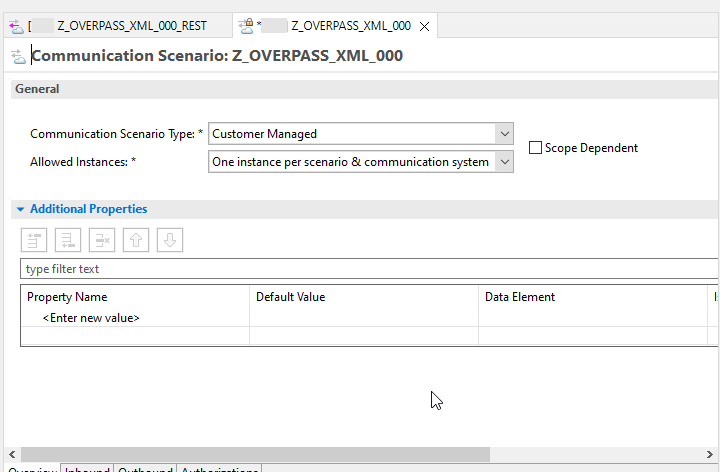 [ Z_OVERPASS_XML_000_REST
* Z_OVERPASS_XML_000
Communication Scenario: Z_OVERPASS_XML_000
General
Communication Scenario Type: * Customer Managed
Allowed Instances: * One instance per scenario & communication system
Scope Dependent
Additional Properties
type filter text
Property Name Default Value Data Element
<Enter new value>
Overview Inbound Outbound Authorizations